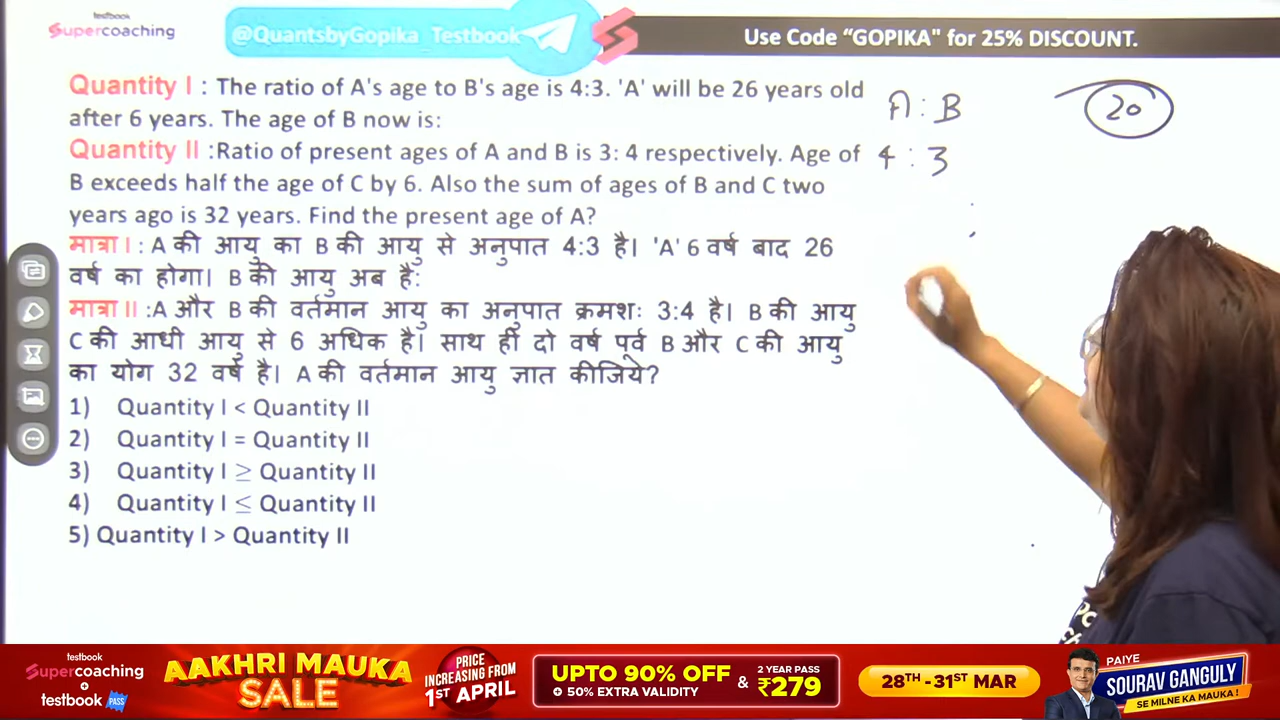 testbook
Supercoaching
@QuantsbyGopika Testbook
Use Code “GOPIKA" for 25% DISCOUNT.
Quantity I : The ratio of A's age to B's age is 4:3. 'A' will be 26 years old
after 6 years. The age of B now is:
Quantity II :Ratio of present ages of A and B is 3: 4 respectively. Age of
B exceeds half the age of C by 6. Also the sum of ages of B and C two
years ago is 32 years. Find the present age of A?
मात्रा I : A की आयु का B की आयु से अनुपात 4:3 है। 'A' 6 वर्ष बाद 26
वर्ष का होगा। B की आयु अब है:
मात्रा II :A और B की वर्तमान आयु का अनुपात क्रमशः 3:4 है। B की आयु
C की आधी आयु से 6 अधिक है। साथ ही दो वर्ष पूर्व B और C की आयु
का योग 32 वर्ष है। A की वर्तमान आयु ज्ञात कीजिये?
1) Quantity I < Quantity II
2) Quantity I = Quantity II
3) Quantity I ≥ Quantity II
4) Quantity I ≤ Quantity II
5) Quantity I > Quantity II
A : B
4 : 3
20
testbook
Supercoaching
+
testbook PASS
AAKHRI MAUKA
SALE
PRICE
INCREASING FROM
1ST APRIL
UPTO 90% OFF
+ 50% EXTRA VALIDITY
&
2 YEAR PASS
₹279
28TH - 31ST MAR
PAIYE
SOURAV GANGULY
SE MILNE KA MAUKA !